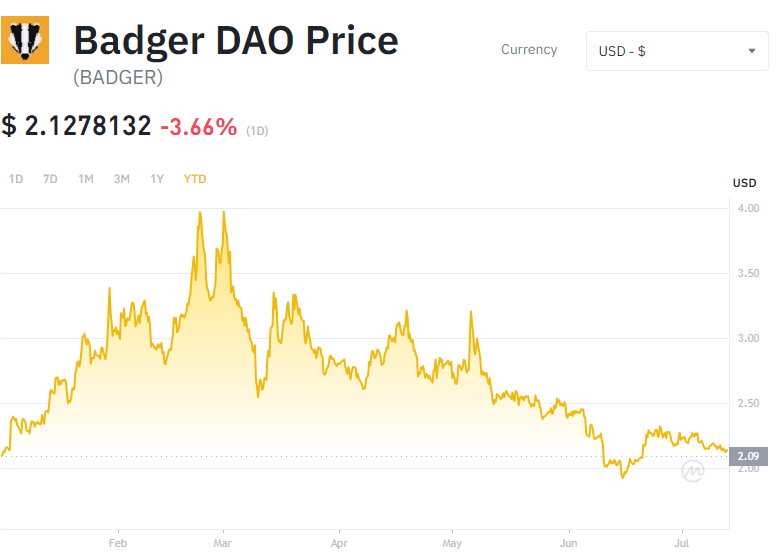 Badger DAO Price
(BADGER)
Currency
USD - $
$ 2.1278132 -3.66% (1D)
1D 7D 1M 3M 1Y YTD
USD
4.00
3.50
3.00
2.50
2.09
2.00
Feb Mar Apr May Jun Jul